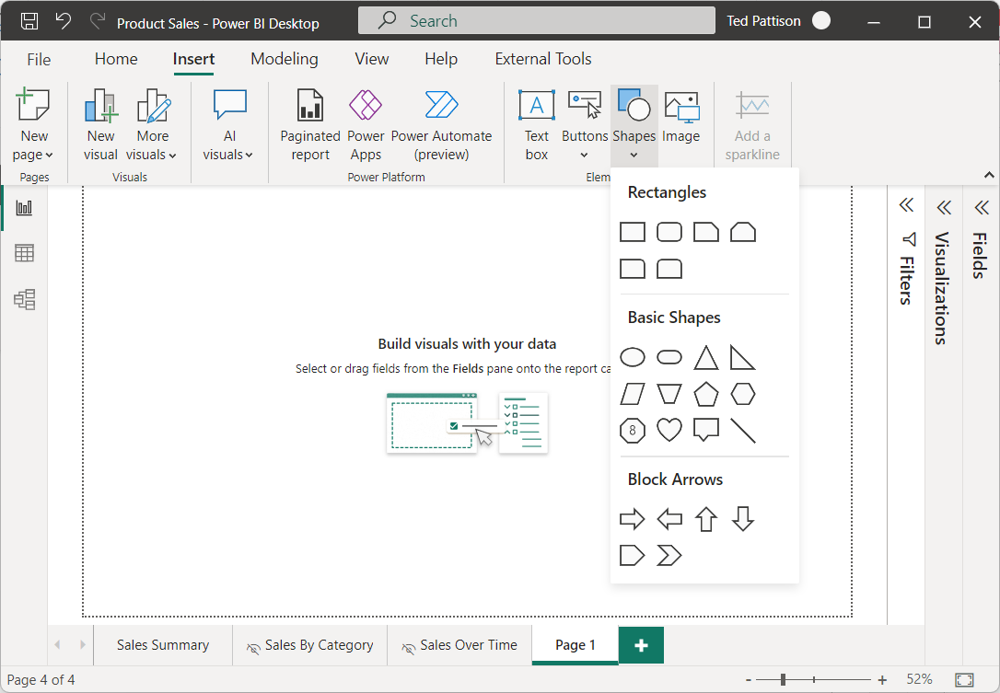 Product Sales - Power BI Desktop
Search
Ted Pattison
File Home Insert Modeling View Help External Tools
New page
New visual
More visuals
AI visuals
Paginated report
Power Apps
Power Automate (preview)
Text box
Buttons
Shapes
Image
Add a sparkline
Pages
Visuals
Power Platform
Elem
Rectangles
Basic Shapes
8
Block Arrows
Filters
Visualizations
Fields
Build visuals with your data
Select or drag fields from the Fields pane onto the report ca
Sales Summary
Sales By Category
Sales Over Time
Page 1
+
Page 4 of 4
- + 52%